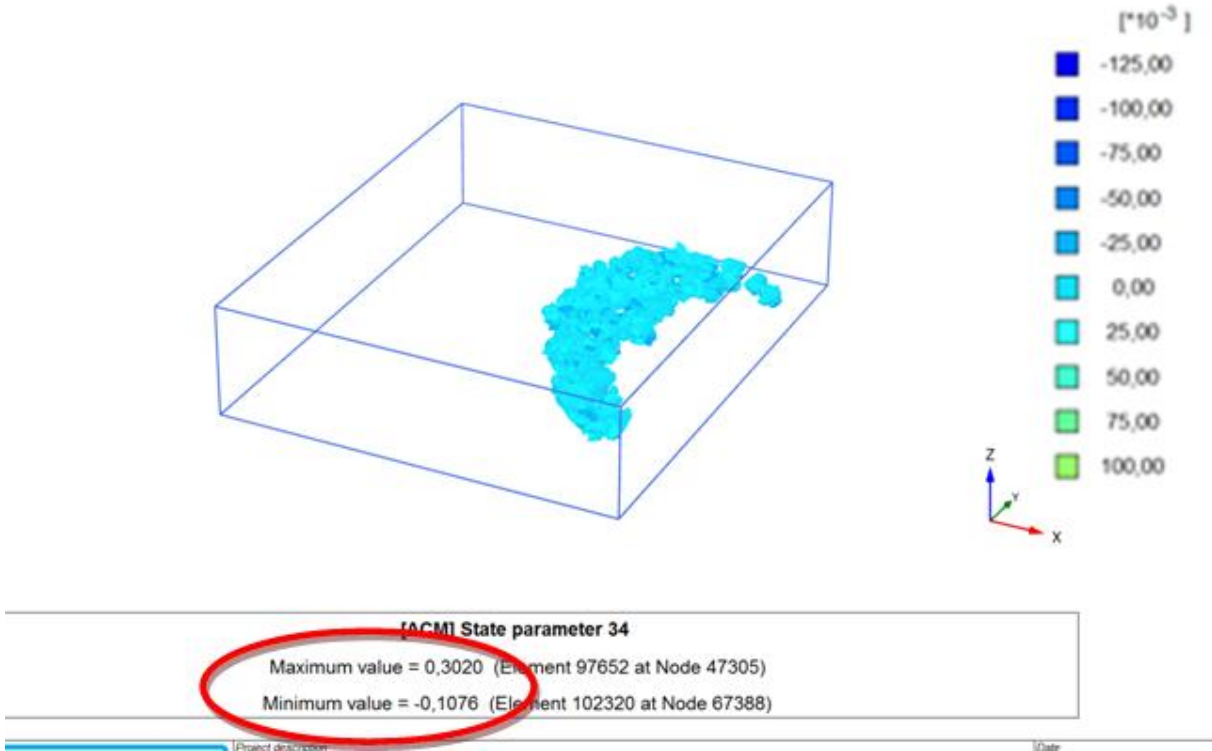 [*10-3 ]
-125,00
-100,00
-75,00
-50,00
-25,00
0,00
25,00
50,00
75,00
100,00
Z
Y
X
[ACM] State parameter 34
Maximum value = 0,3020 (Element 97652 at Node 47305)
Minimum value = -0,1076 (Element 102320 at Node 67388)
Project description
Date